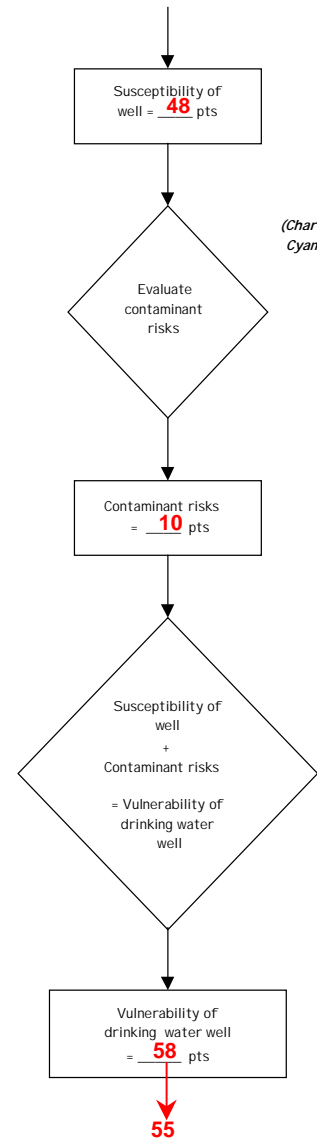 Susceptibility of
well = 48 pts
(Char
Cyan
Evaluate
contaminant
risks
Contaminant risks
= 10 pts
Susceptibility of
well
+
Contaminant risks
= Vulnerability of
drinking water
well
Vulnerability of
drinking water well
= 58 pts
55